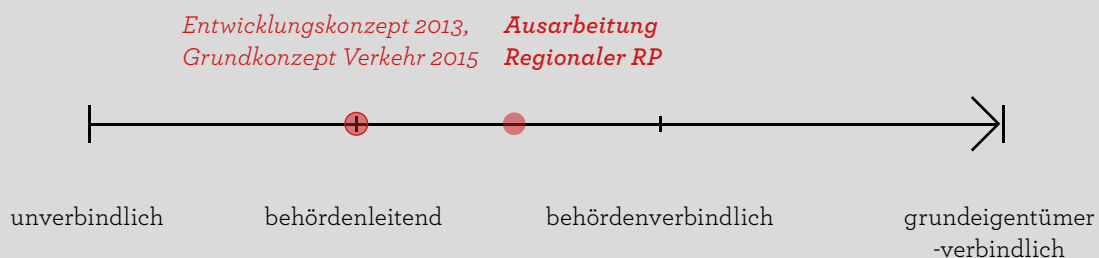 Entwicklungskonzept 2013, Ausarbeitung
Grundkonzept Verkehr 2015 Regionaler RP
unverbindlich behördenleitend behördenverbindlich grundeigentümer
-verbindlich